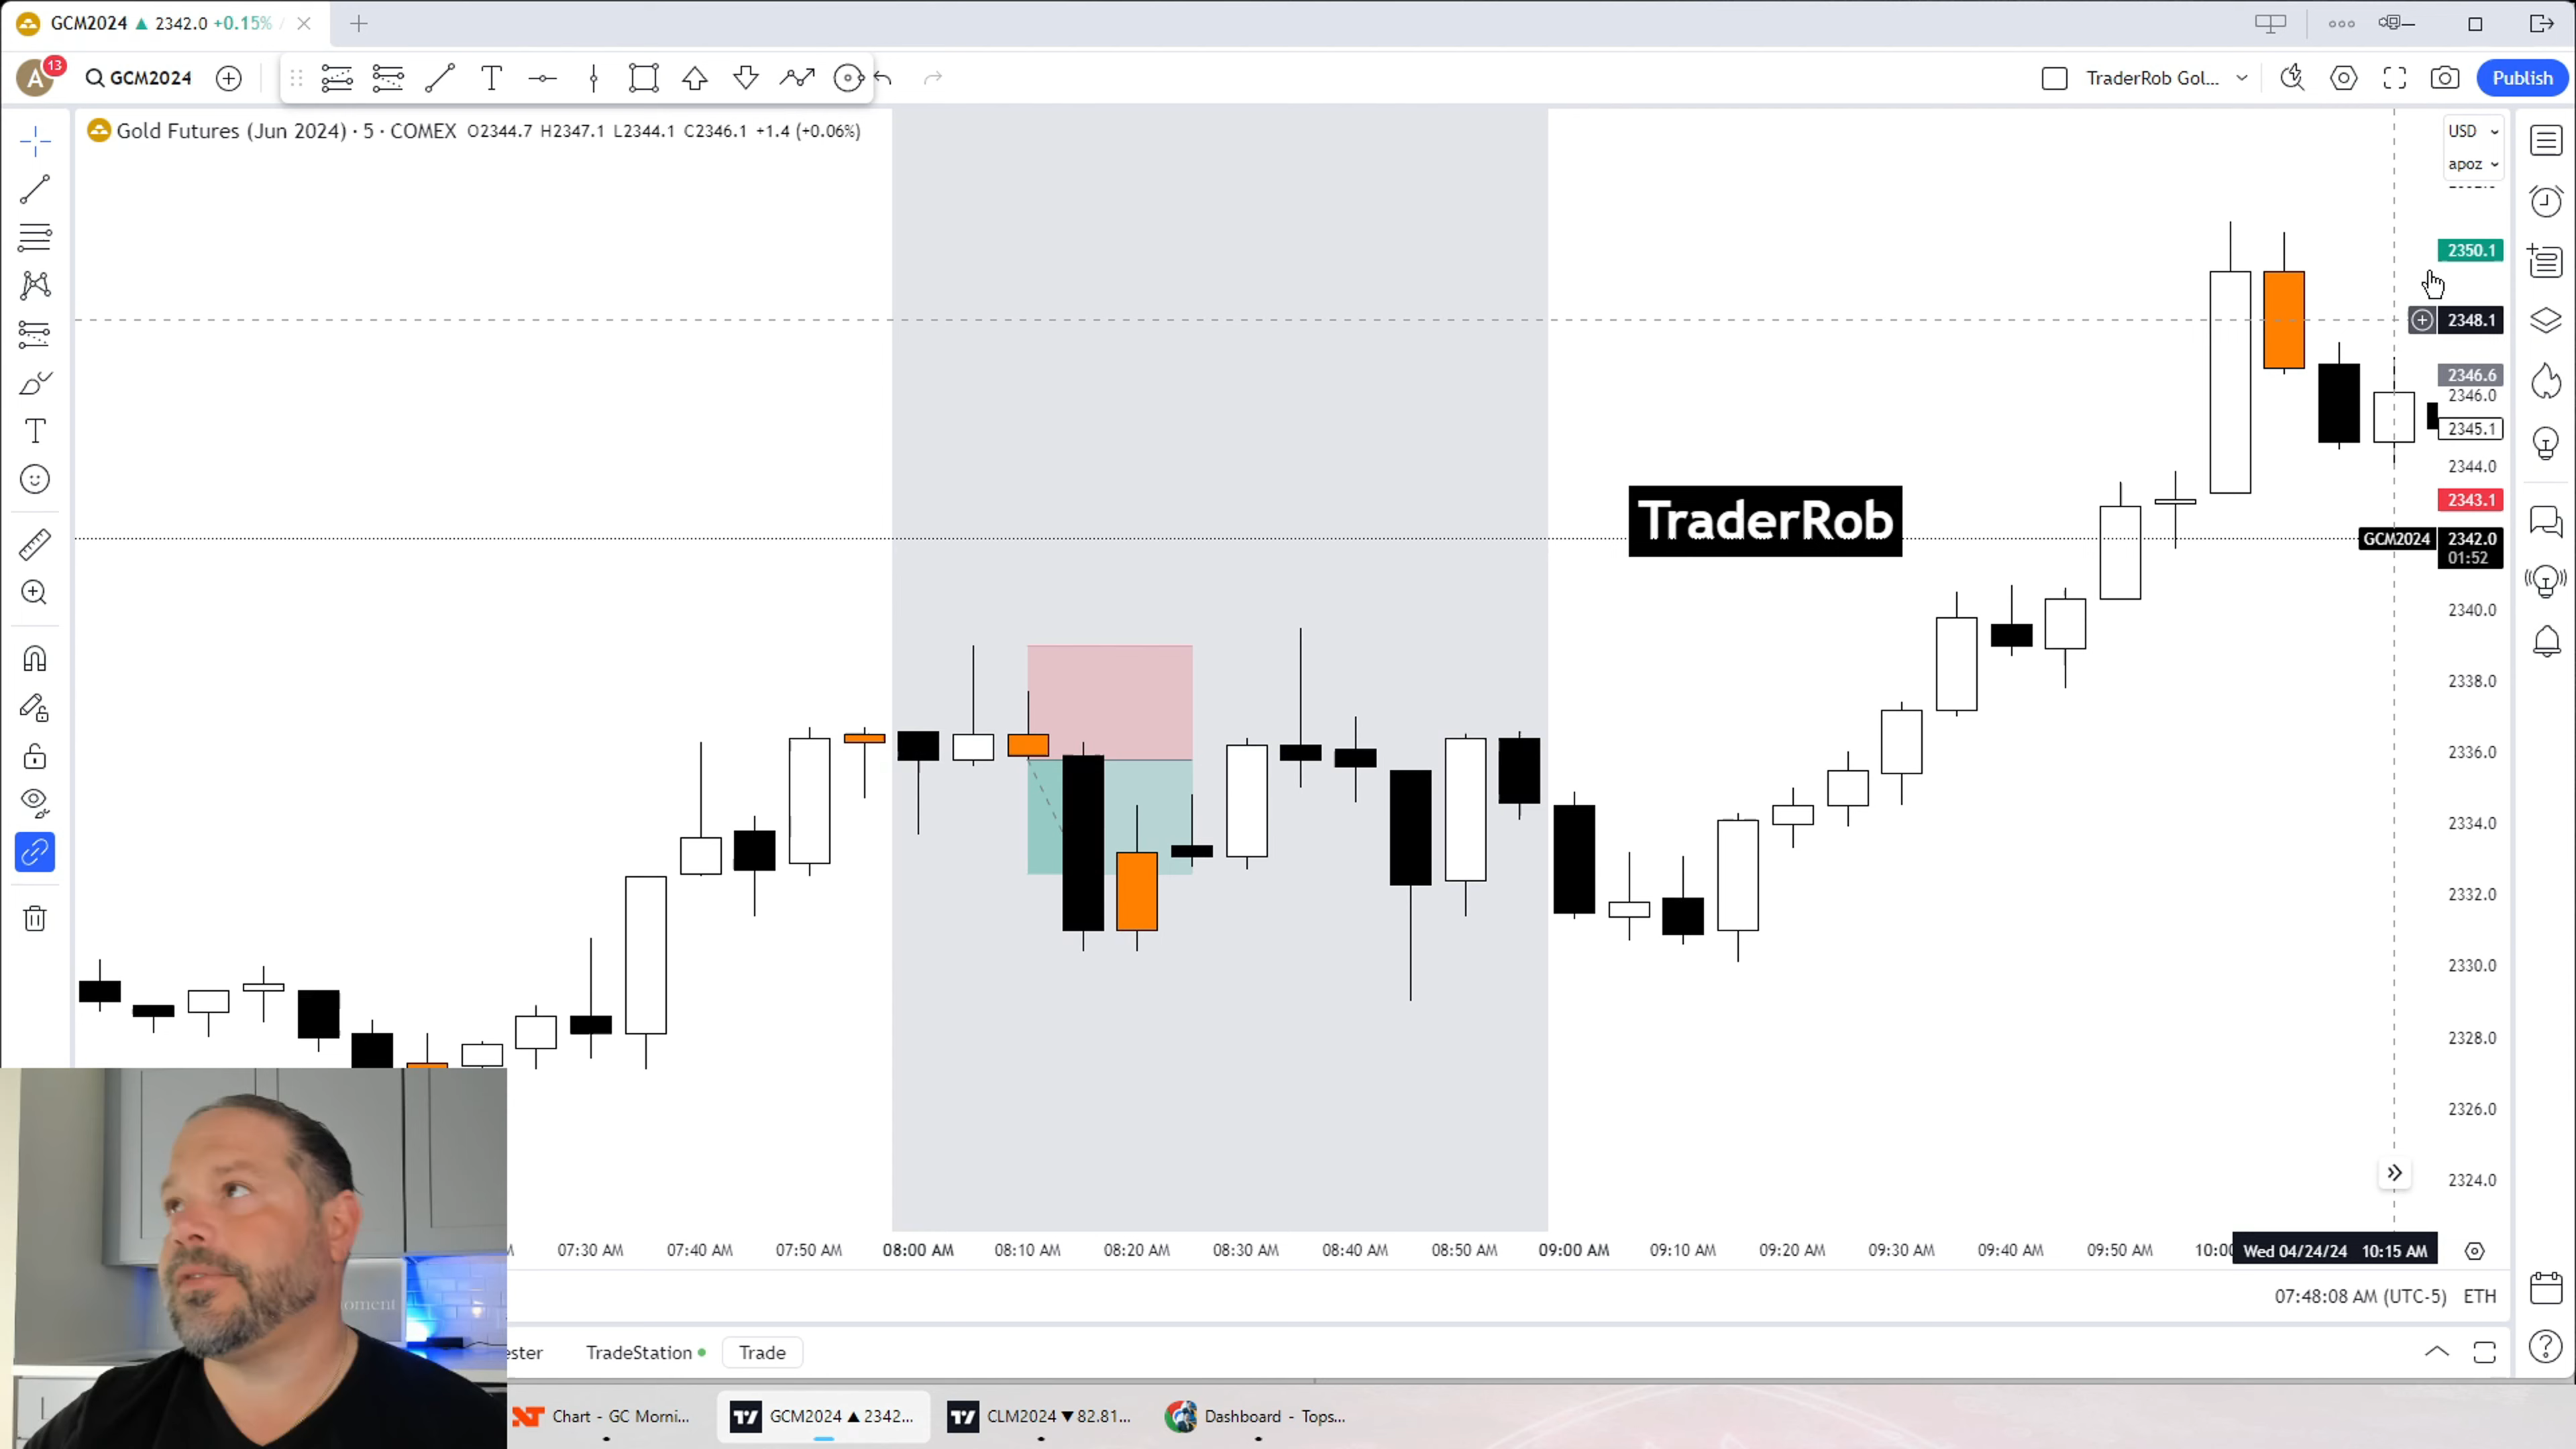 GCM2024 ▲ 2342.0 +0.15% /
A 13 GCM2024 T TraderRob Gol... Publish
Gold Futures (Jun 2024) · 5 · COMEX O2344.7 H2347.1 L2344.1 C2346.1 +1.4 (+0.06%)
USD
apoz
2350.1
2348.1
2346.6
2346.0
2345.1
2344.0
2343.1
TraderRob
GCM2024 2342.0
01:52
2340.0
2338.0
2336.0
2334.0
2332.0
2330.0
2328.0
2326.0
2324.0
07:30 AM 07:40 AM 07:50 AM 08:00 AM 08:10 AM 08:20 AM 08:30 AM 08:40 AM 08:50 AM 09:00 AM 09:10 AM 09:20 AM 09:30 AM 09:40 AM 09:50 AM 10:00 Wed 04/24/24 10:15 AM
oment
07:48:08 AM (UTC-5) ETH
ester TradeStation Trade
Chart - GC Morni... GCM2024 ▲ 2342... CLM2024 ▼ 82.81... Dashboard - Tops...